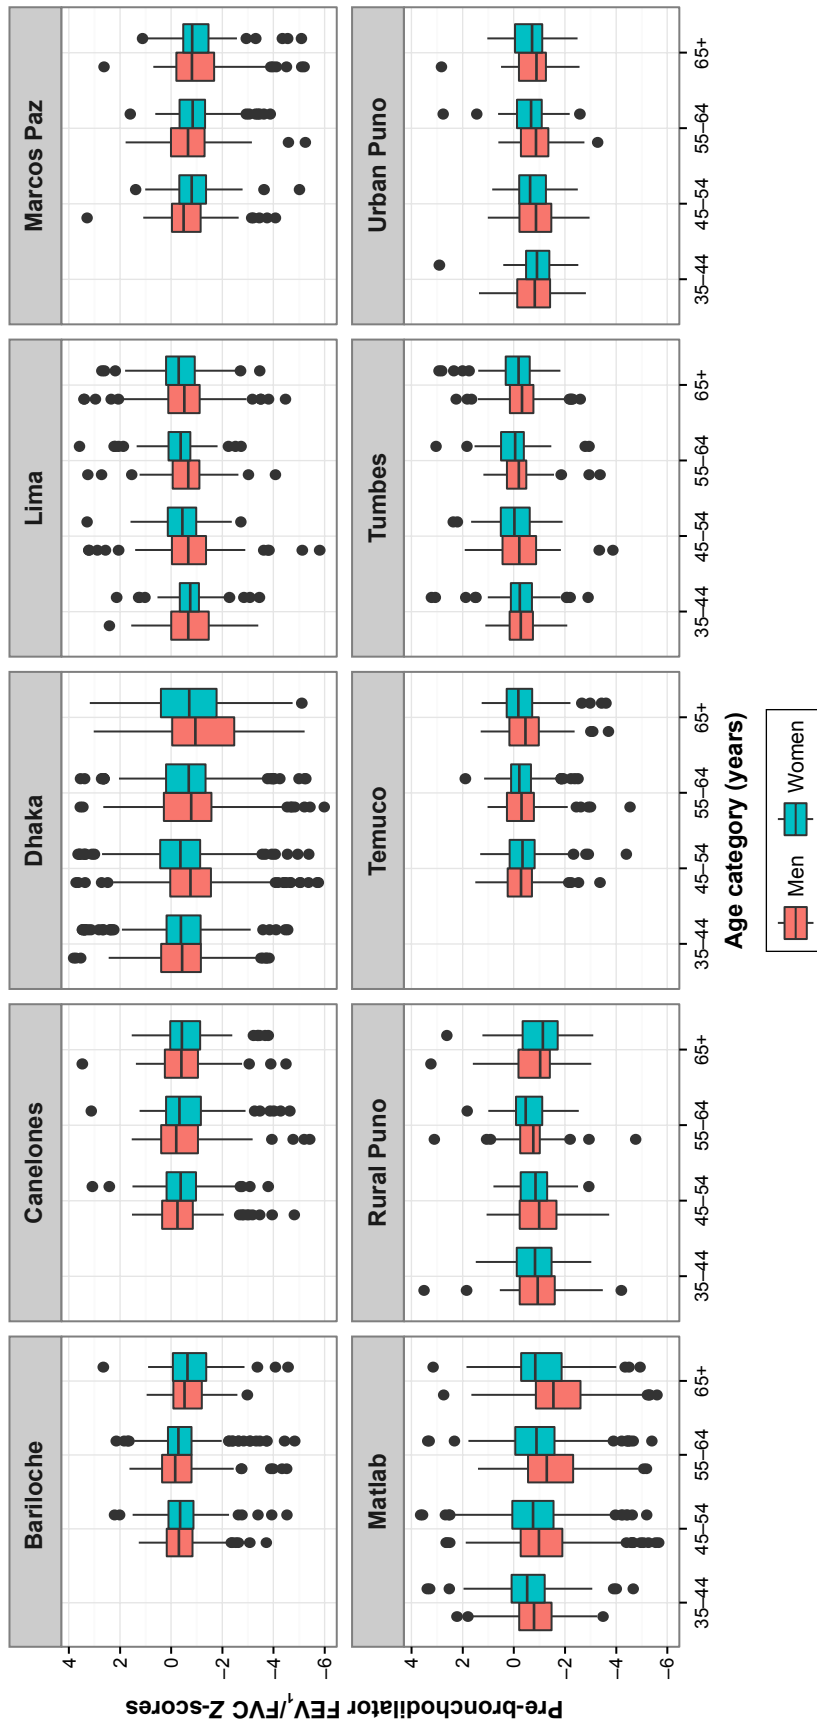 Bariloche
Canelones
Dhaka
Lima
Marcos Paz
4
2
0
−2
−4
−6
Matlab
Rural Puno
Temuco
Tumbes
Urban Puno
4
2
0
−2
−4
−6
35–44 45–54 55–64 65+
35–44 45–54 55–64 65+
35–44 45–54 55–64 65+
35–44 45–54 55–64 65+
35–44 45–54 55–64 65+
Pre-bronchodilator FEV₁/FVC Z-scores
Age category (years)
Men Women